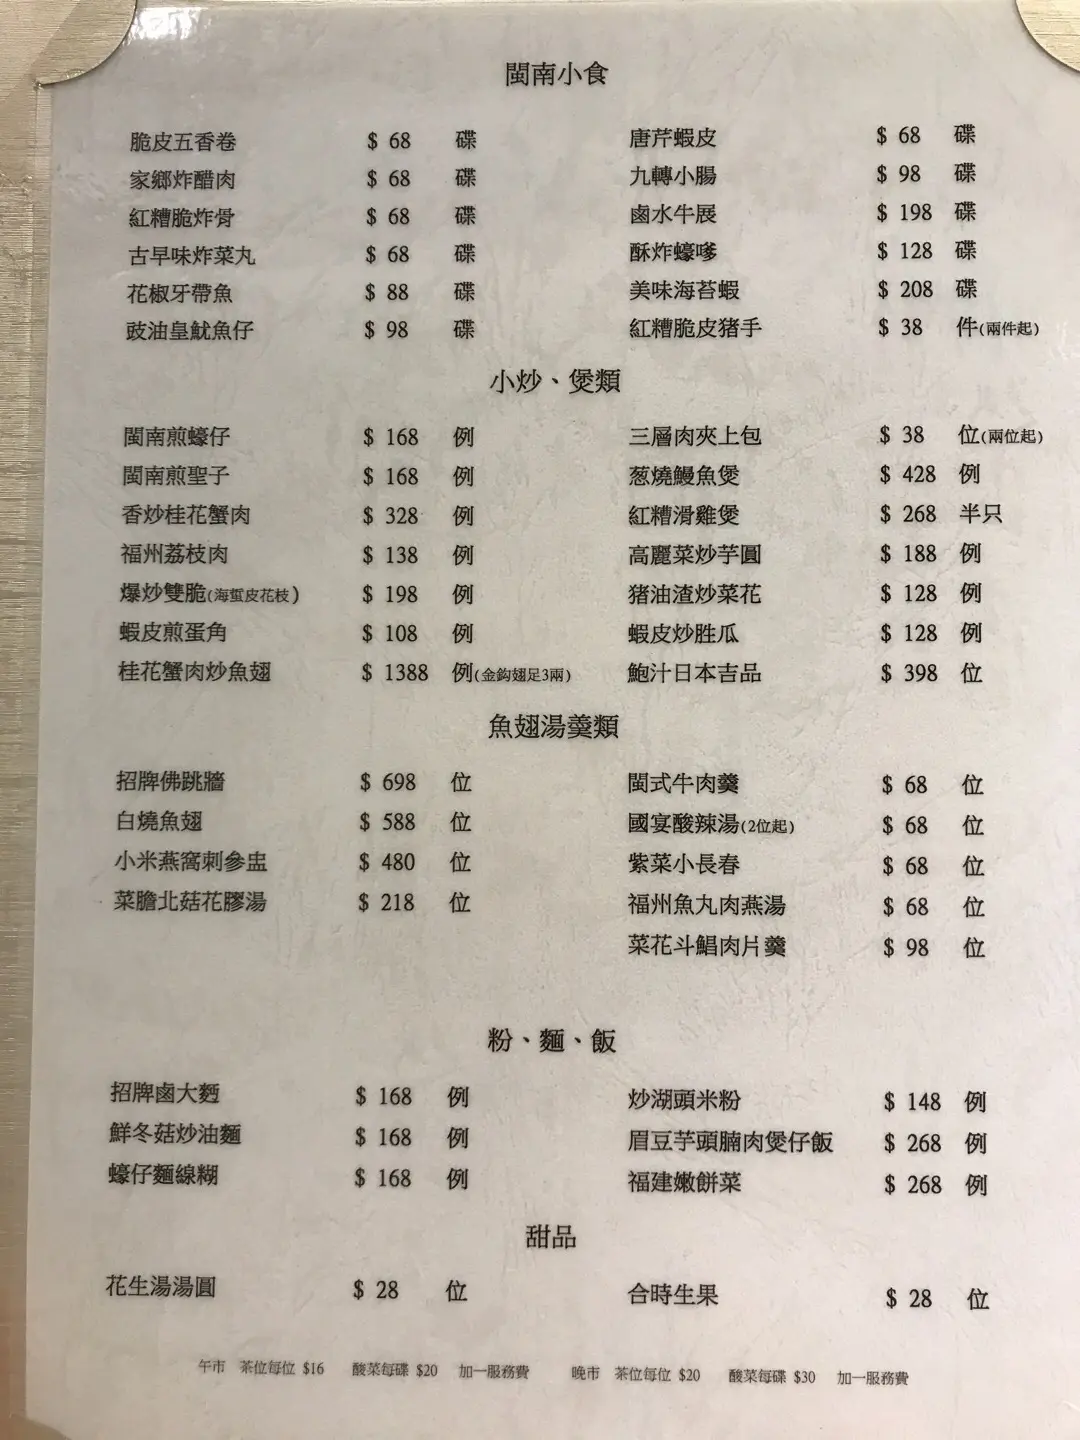 閩南小食
脆皮五香卷 $ 68 碟 唐芹蝦皮 $ 68 碟
家鄉炸醋肉 $ 68 碟 九轉小腸 $ 98 碟
紅糟脆炸骨 $ 68 碟 鹵水牛展 $ 198 碟
古早味炸菜丸 $ 68 碟 酥炸蠔嗲 $ 128 碟
花椒牙帶魚 $ 88 碟 美味海苔蝦 $ 208 碟
豉油皇魷魚仔 $ 98 碟 紅糟脆皮猪手 $ 38 件(兩件起)
小炒、煲類
閩南煎蠔仔 $ 168 例 三層肉夾上包 $ 38 位(兩位起)
閩南煎聖子 $ 168 例 葱燒鰻魚煲 $ 428 例
香炒桂花蟹肉 $ 328 例 紅糟滑雞煲 $ 268 半只
福州荔枝肉 $ 138 例 高麗菜炒芋圓 $ 188 例
爆炒雙脆(海蜇皮花枝) $ 198 例 猪油渣炒菜花 $ 128 例
蝦皮煎蛋角 $ 108 例 蝦皮炒胜瓜 $ 128 例
桂花蟹肉炒魚翅 $ 1388 例(金鈎翅足3兩) 鮑汁日本吉品 $ 398 位
魚翅湯羹類
招牌佛跳牆 $ 698 位 閩式牛肉羹 $ 68 位
白燒魚翅 $ 588 位 國宴酸辣湯(2位起) $ 68 位
小米燕窩刺參盅 $ 480 位 紫菜小長春 $ 68 位
菜膽北菇花膠湯 $ 218 位 福州魚丸肉燕湯 $ 68 位
菜花斗鯧肉片羹 $ 98 位
粉、麵、飯
招牌鹵大麪 $ 168 例 炒湖頭米粉 $ 148 例
鮮冬菇炒油麵 $ 168 例 眉豆芋頭腩肉煲仔飯 $ 268 例
蠔仔麵線糊 $ 168 例 福建嫩餅菜 $ 268 例
甜品
花生湯湯圓 $ 28 位 合時生果 $ 28 位
午市 茶位每位 $16 酸菜每碟 $20 加一服務費 晚市 茶位每位 $20 酸菜每碟 $30 加一服務費